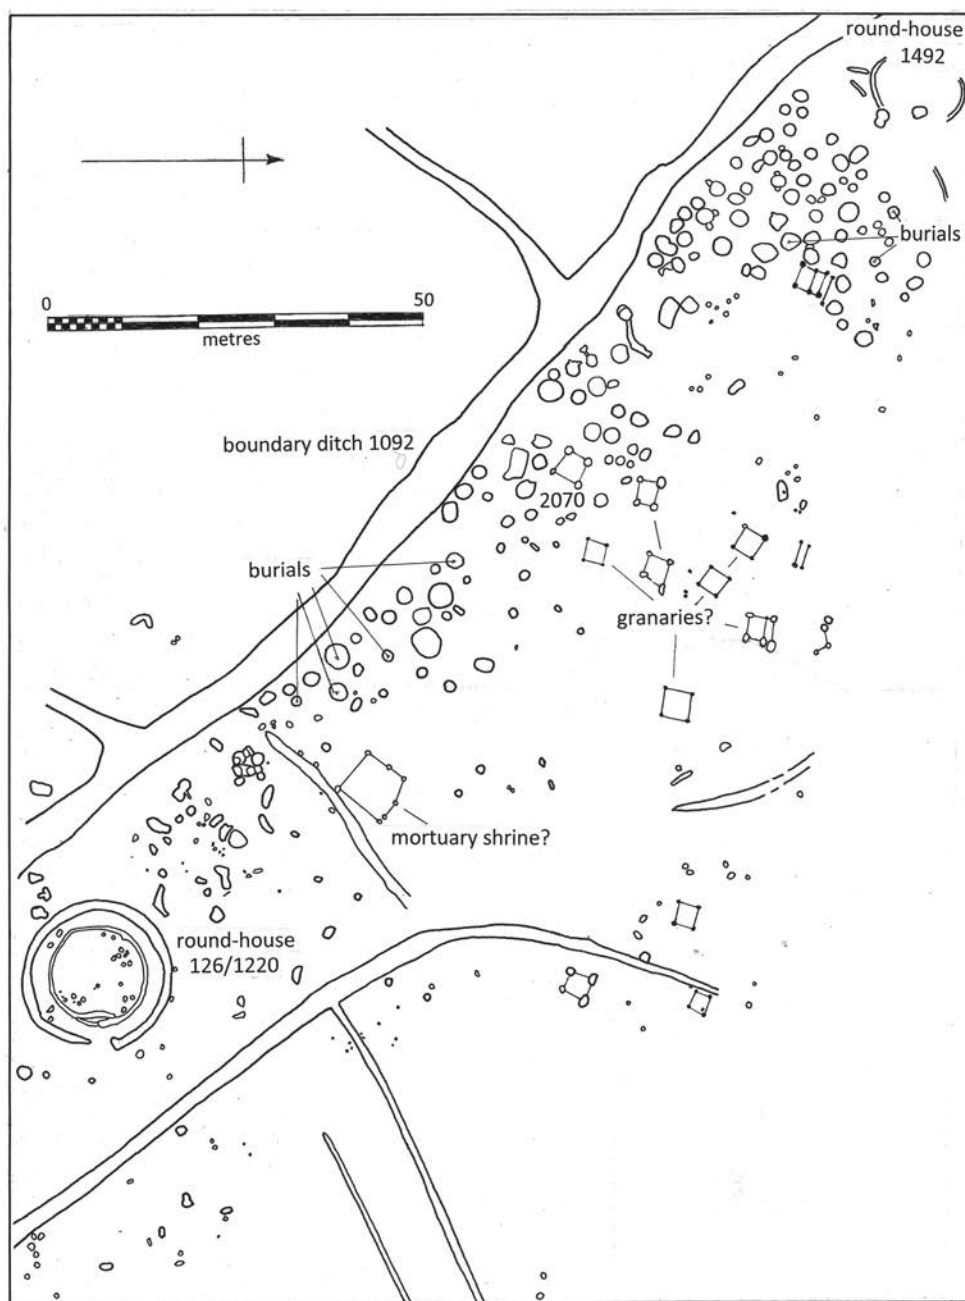 round-house
1492
burials
0
50
metres
boundary ditch 1092
2070
burials
granaries?
mortuary shrine?
round-house
126/1220